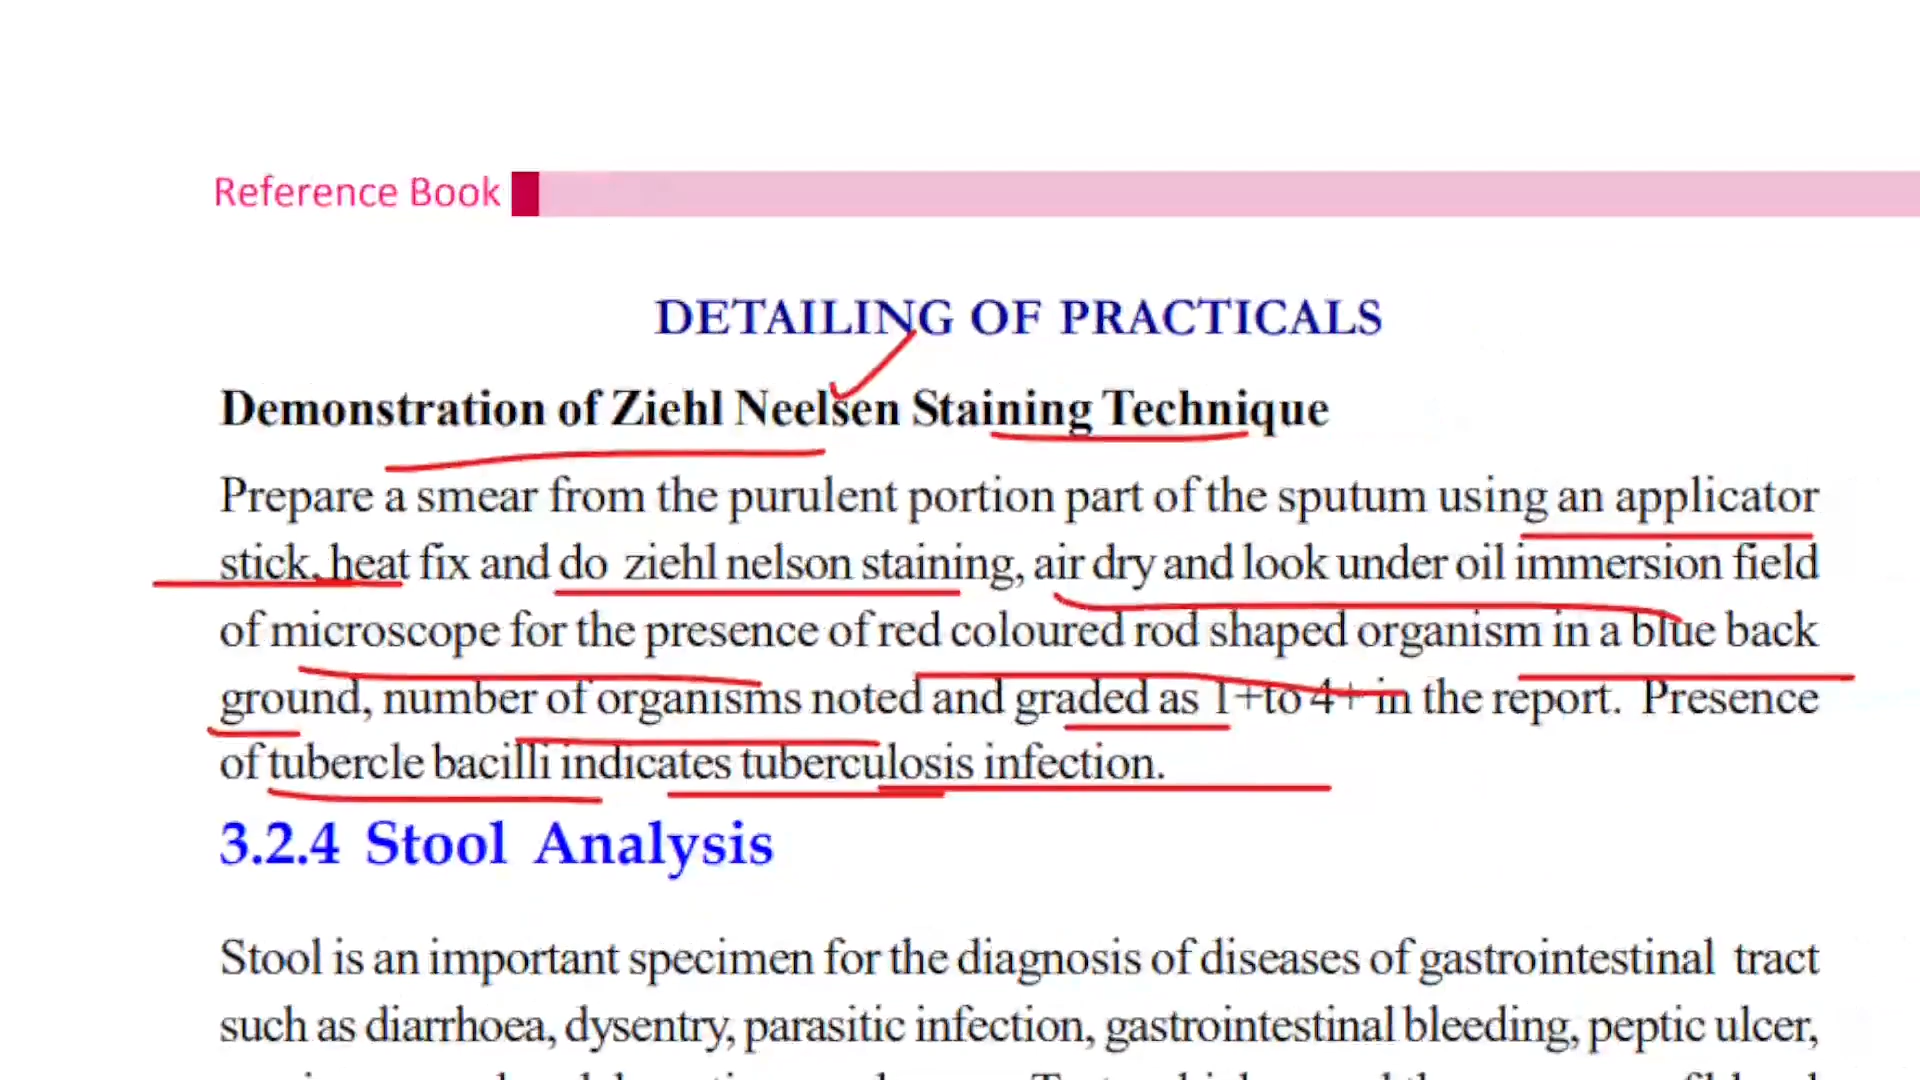 Reference Book
DETAILING OF PRACTICALS
Demonstration of Ziehl Neelsen Staining Technique
Prepare a smear from the purulent portion part of the sputum using an applicator
stick, heat fix and do ziehl nelson staining, air dry and look under oil immersion field
of microscope for the presence of red coloured rod shaped organism in a blue back
ground, number of organisms noted and graded as 1+to 4+ in the report. Presence
of tubercle bacilli indicates tuberculosis infection.
3.2.4 Stool Analysis
Stool is an important specimen for the diagnosis of diseases of gastrointestinal tract
such as diarrhoea, dysentry, parasitic infection, gastrointestinal bleeding, peptic ulcer,